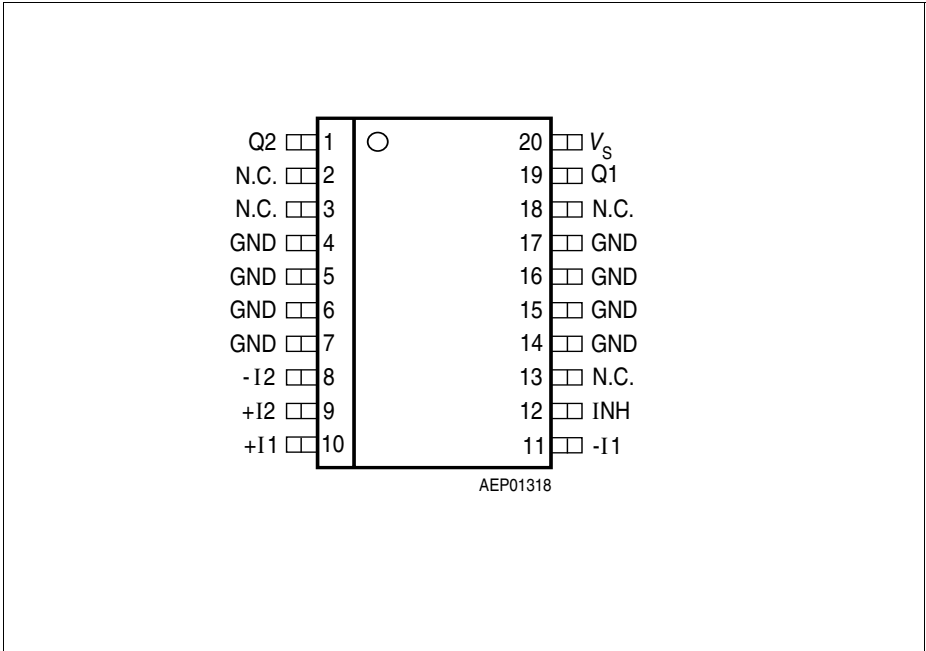 Q2 1 20 VS
N.C. 2 19 Q1
N.C. 3 18 N.C.
GND 4 17 GND
GND 5 16 GND
GND 6 15 GND
GND 7 14 GND
-I2 8 13 N.C.
+I2 9 12 INH
+I1 10 11 -I1
AEP01318